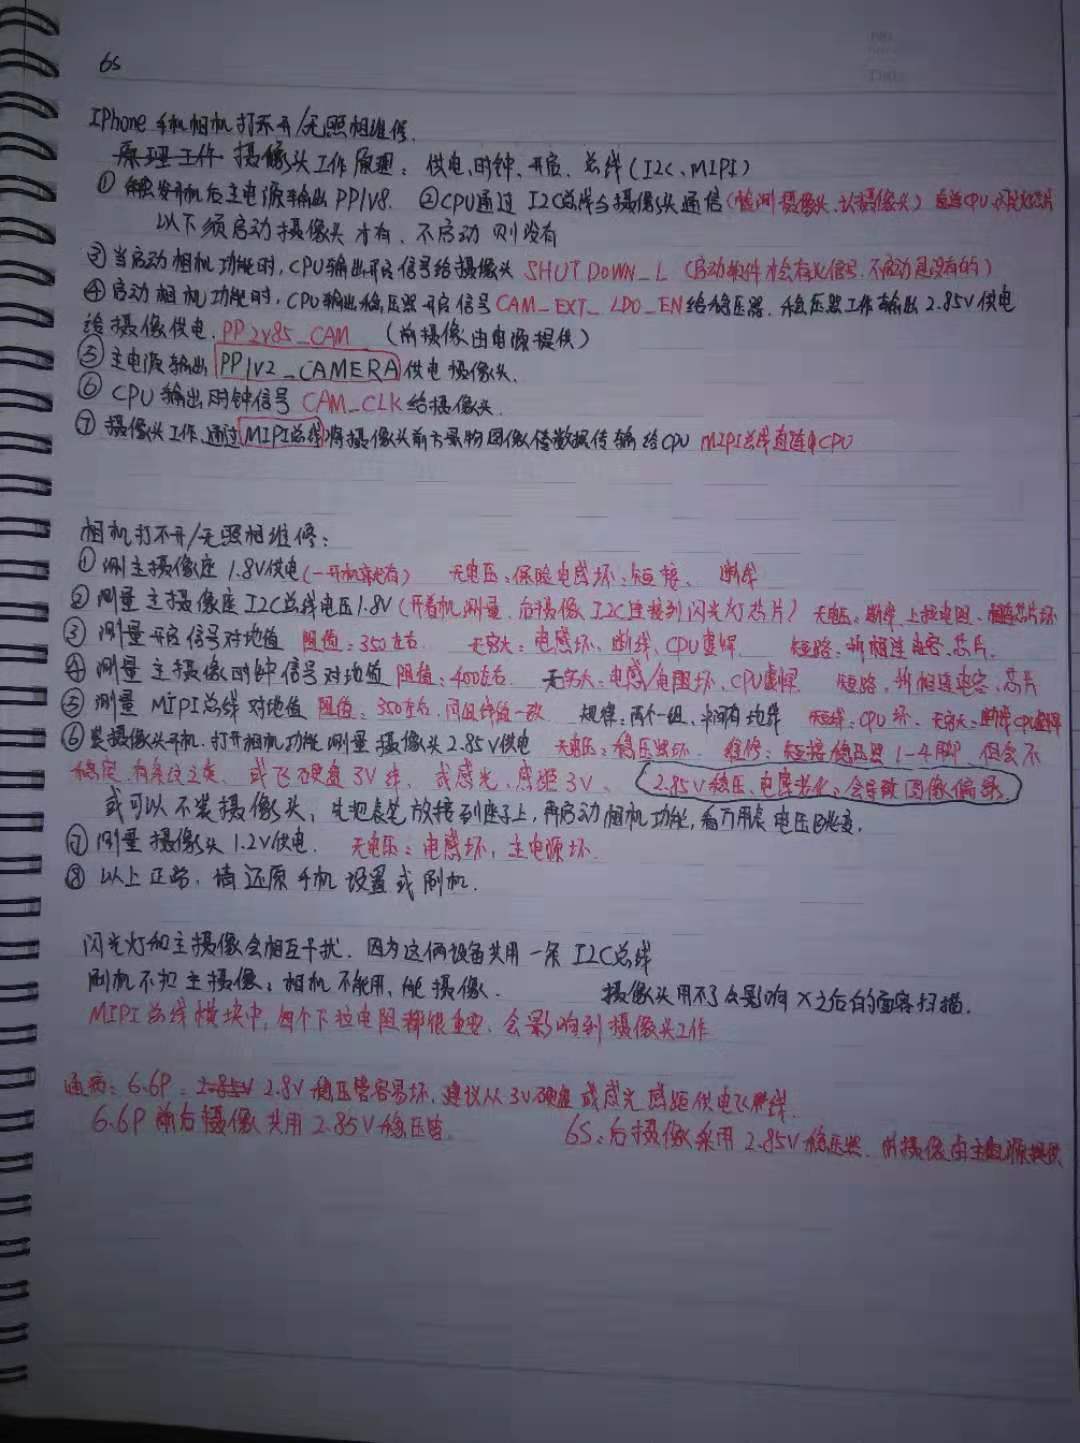 6S
IPhone 手机相机打不开/无照相维修.
原理工作 摄像头工作原理: 供电、时钟、开启、总线(I2C、MIPI)
① 触发开机后主电源输出PP1V8. ②CPU通过I2C总线与摄像头通信(检测摄像头、认摄像头)
以下须启动摄像头才有、不启动则没有
③ 当启动相机功能时, CPU输出开启信号给摄像头 SHUTDOWN_L (启动软件才会有此信号, 不启动是没有的)
④ 启动相机功能时, CPU输出稳压器开启信号 CAM_EXT_LDO_EN 给稳压器、稳压器工作输出2.85V供电
给摄像供电. PP2V85_CAM (前摄像由电源提供)
⑤ 主电源输出 PP1V2_CAMERA 供电摄像头.
⑥ CPU输出时钟信号 CAM_CLK 给摄像头.
⑦ 摄像头工作、通过MIPI总线将摄像头前方景物图像数据传输给CPU MIPI总线直连CPU
相机打不开/无照相维修:
① 测主摄像座1.8V供电(一开机就有) 无电压: 保险电感坏: 短接、断线
② 测量主摄像座I2C总线电压1.8V(开着机测量, 后摄像I2C连接到闪光灯芯片) 无电压: 断线、上拉电阻、芯片坏
③ 测量开启信号对地值 阻值: 350左右. 无穷大: 电感坏、断线、CPU虚焊. 短路: 拆相连电容、芯片.
④ 测量主摄像时钟信号对地值 阻值: 400左右. 无穷大: 电感/电阻坏、CPU虚焊 短路, 拆相连电容、芯片
⑤ 测量MIPI总线对地值 阻值: 350左右, 同组阻值一致. 规律: 两个一组、中间有地线 短路: CPU坏、无穷大: 断线CPU虚焊
⑥ 装摄像头开机、打开相机功能测量摄像头2.85V供电 无电压: 稳压器坏. 维修: 短接稳压器1-4脚, 但会不
稳定, 有条纹之类、或飞硬盘3V线、或感光、感距3V、 2.85V稳压、电感老化、会导致图像偏暴.
或可以不装摄像头, 先把表笔放接到座子上, 再启动相机功能, 看万用表电压跳变.
⑦ 测量摄像头1.2V供电. 无电压: 电感坏, 主电源坏.
⑧ 以上正常, 请还原手机设置或刷机.
闪光灯和主摄像会相互干扰. 因为这俩设备共用一条I2C总线
刷机不扣主摄像, 相机不能用, 能摄像. 摄像头用不了会影响X之后的面容扫描.
MIPI总线模块中, 每个下拉电阻都很重要, 会影响到摄像头工作
通病: 6.6P: 2.85V 2.8V稳压管容易坏, 建议从3V硬盘或感光感距供电飞线.
6.6P前后摄像共用2.85V稳压管. 6S: 后摄像采用2.85V稳压器. 前摄像由主电源提供